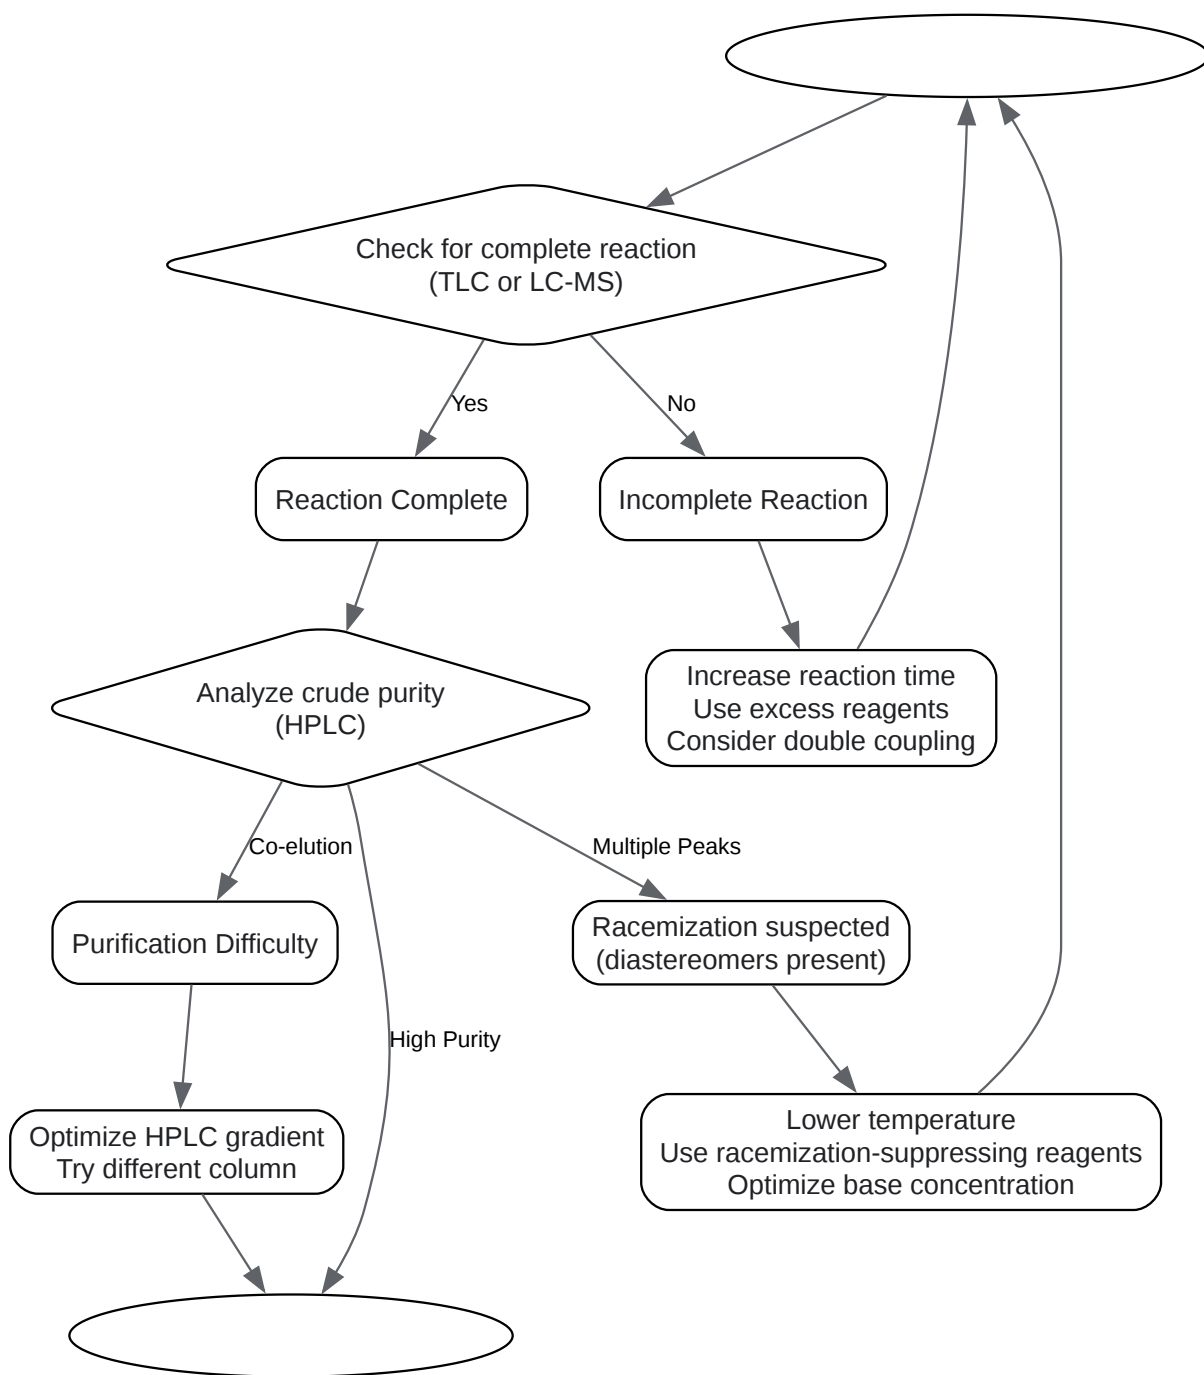 Check for complete reaction
(TLC or LC-MS)
Yes
No
Reaction Complete
Incomplete Reaction
Increase reaction time
Use excess reagents
Consider double coupling
Analyze crude purity
(HPLC)
Co-elution
Multiple Peaks
Purification Difficulty
Racemization suspected
(diastereomers present)
High Purity
Optimize HPLC gradient
Try different column
Lower temperature
Use racemization-suppressing reagents
Optimize base concentration